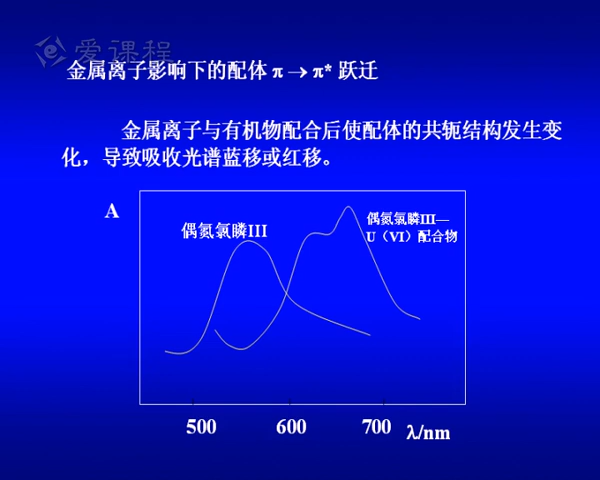 爱课程
金属离子影响下的配体 π → π* 跃迁
金属离子与有机物配合后使配体的共轭结构发生变
化，导致吸收光谱蓝移或红移。
A
偶氮氯瞵III
偶氮氯瞵III—
U（VI）配合物
500 600 700 λ/nm